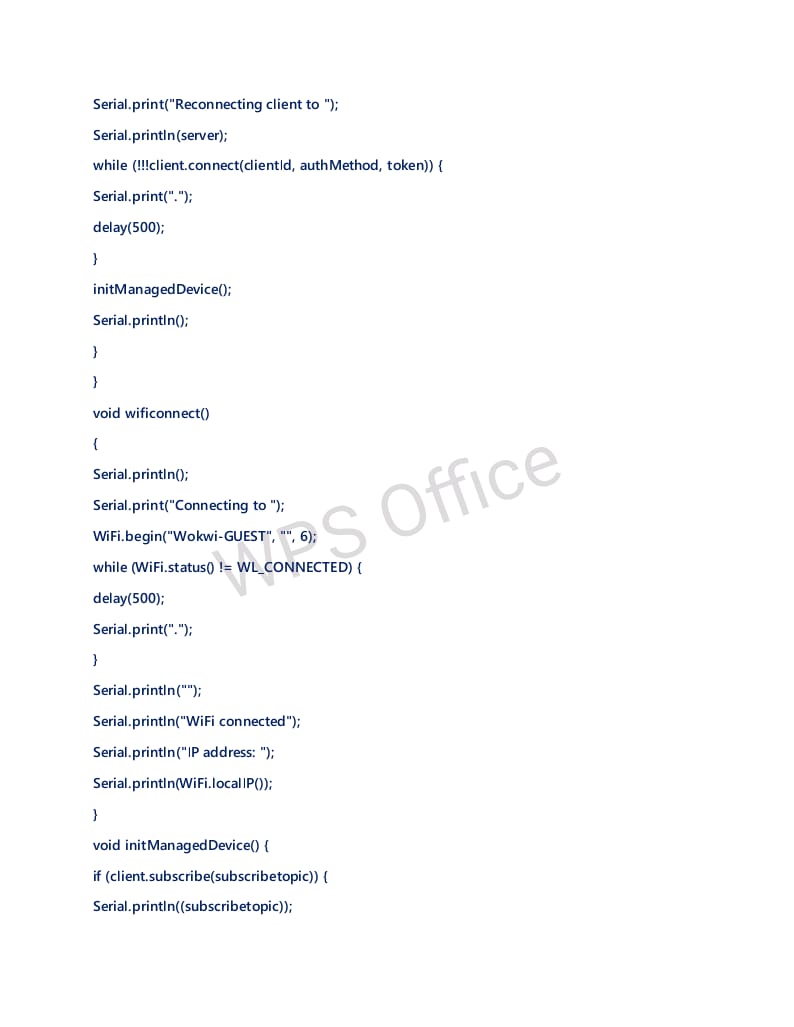 Serial.print("Reconnecting client to ");
Serial.println(server);
while (!!!client.connect(clientId, authMethod, token)) {
Serial.print(".");
delay(500);
}
initManagedDevice();
Serial.println();
}
}
void wificonnect()
{
Serial.println();
Serial.print("Connecting to ");
WiFi.begin("Wokwi-GUEST", "", 6);
while (WiFi.status() != WL_CONNECTED) {
delay(500);
Serial.print(".");
}
Serial.println("");
Serial.println("WiFi connected");
Serial.println("IP address: ");
Serial.println(WiFi.localIP());
}
void initManagedDevice() {
if (client.subscribe(subscribetopic)) {
Serial.println((subscribetopic));
WPS Office